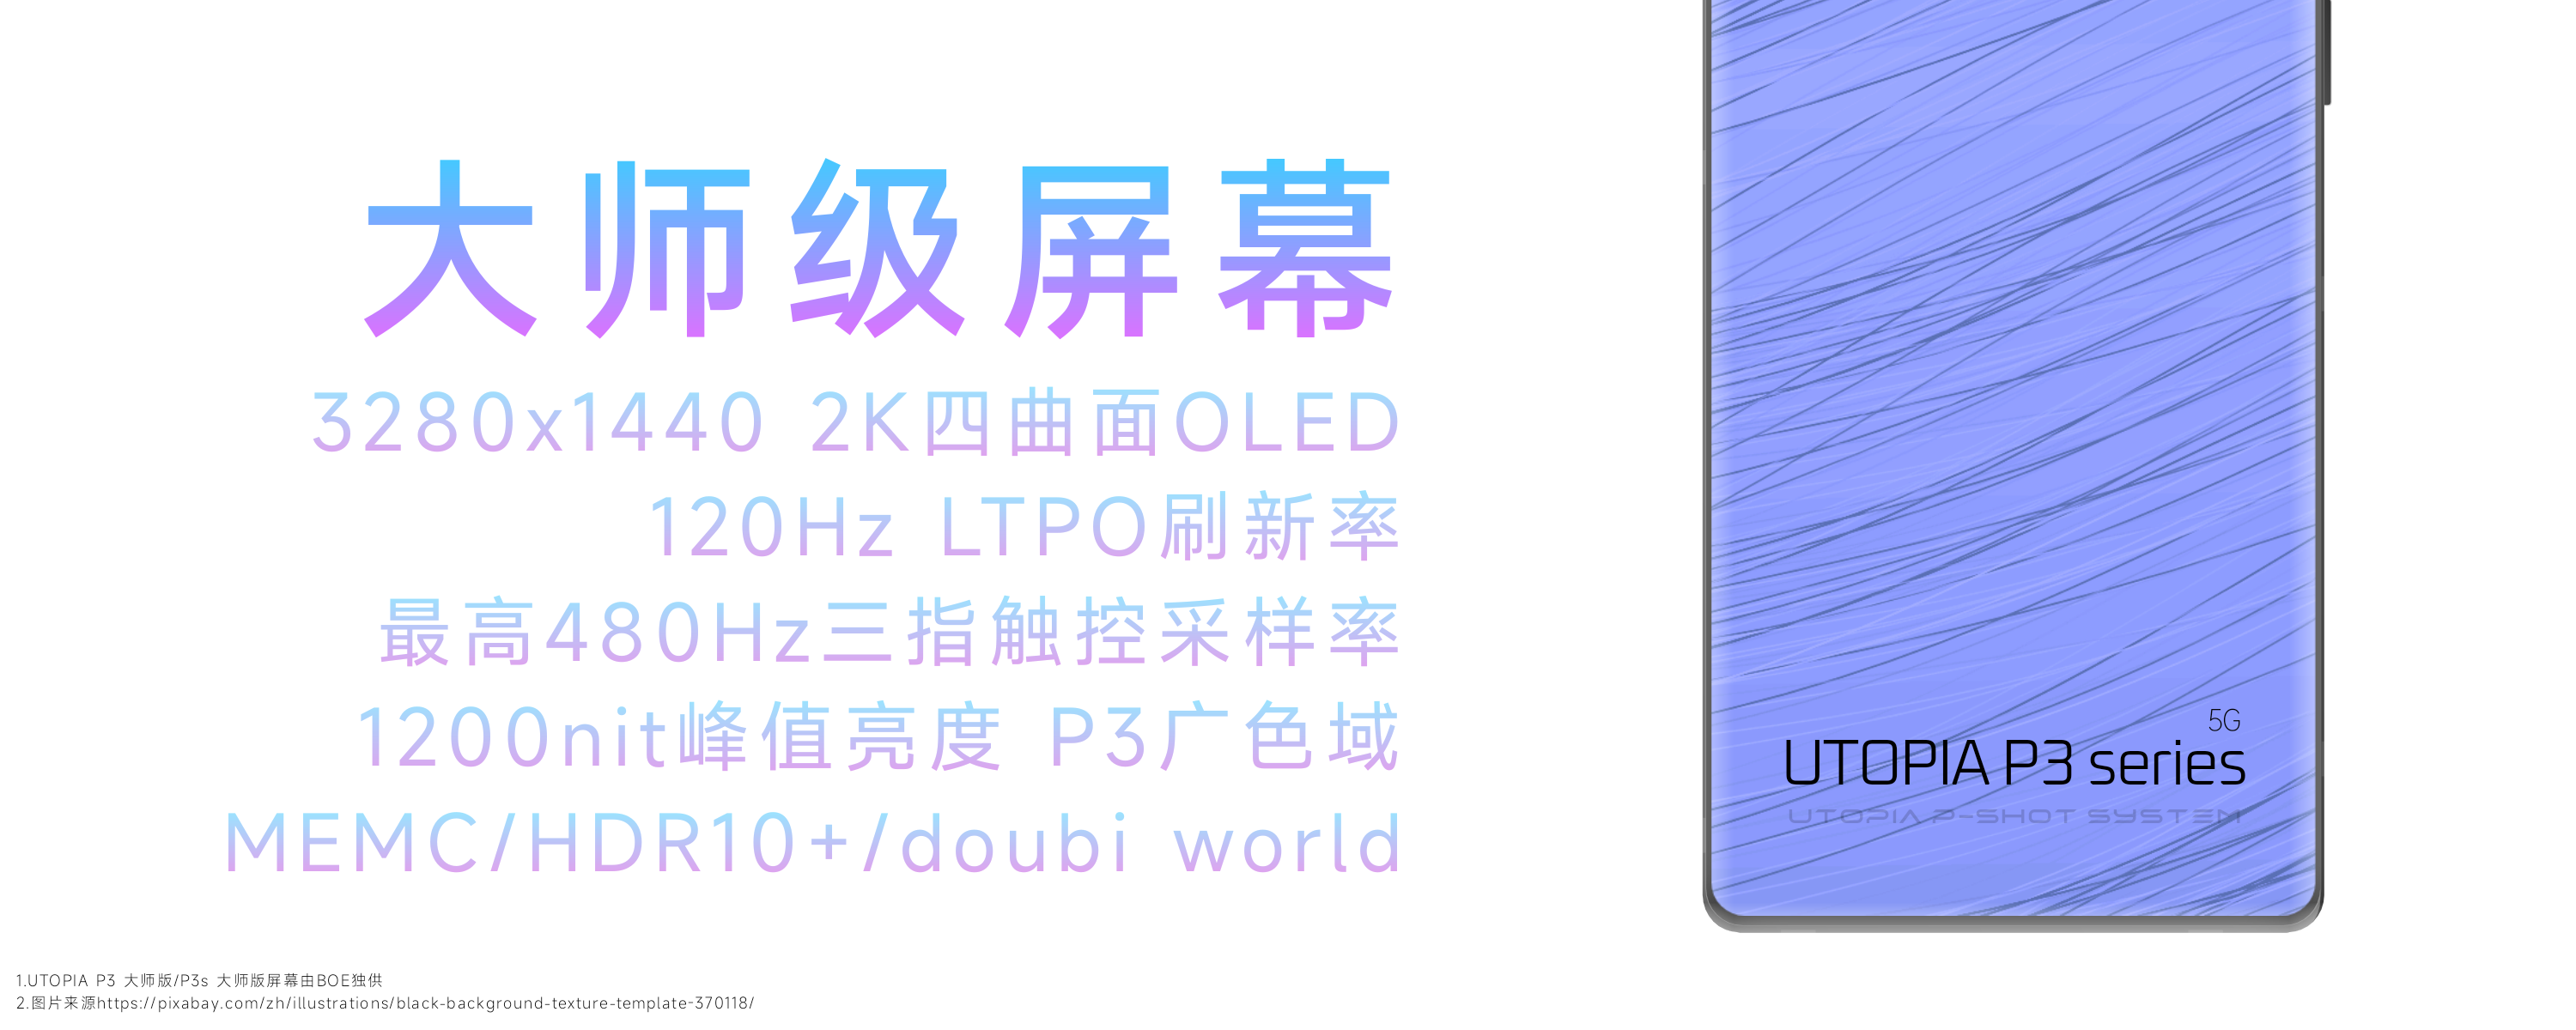 大师级屏幕
3280x1440 2K四曲面OLED
120Hz LTPO刷新率
最高480Hz三指触控采样率
1200nit峰值亮度 P3广色域
MEMC/HDR10+/doubi world
5G
UTOPIA P3 series
UTOPIA P-SHOT SYSTEM
1.UTOPIA P3 大师版/P3s 大师版屏幕由BOE独供
2.图片来源https://pixabay.com/zh/illustrations/black-background-texture-template-370118/